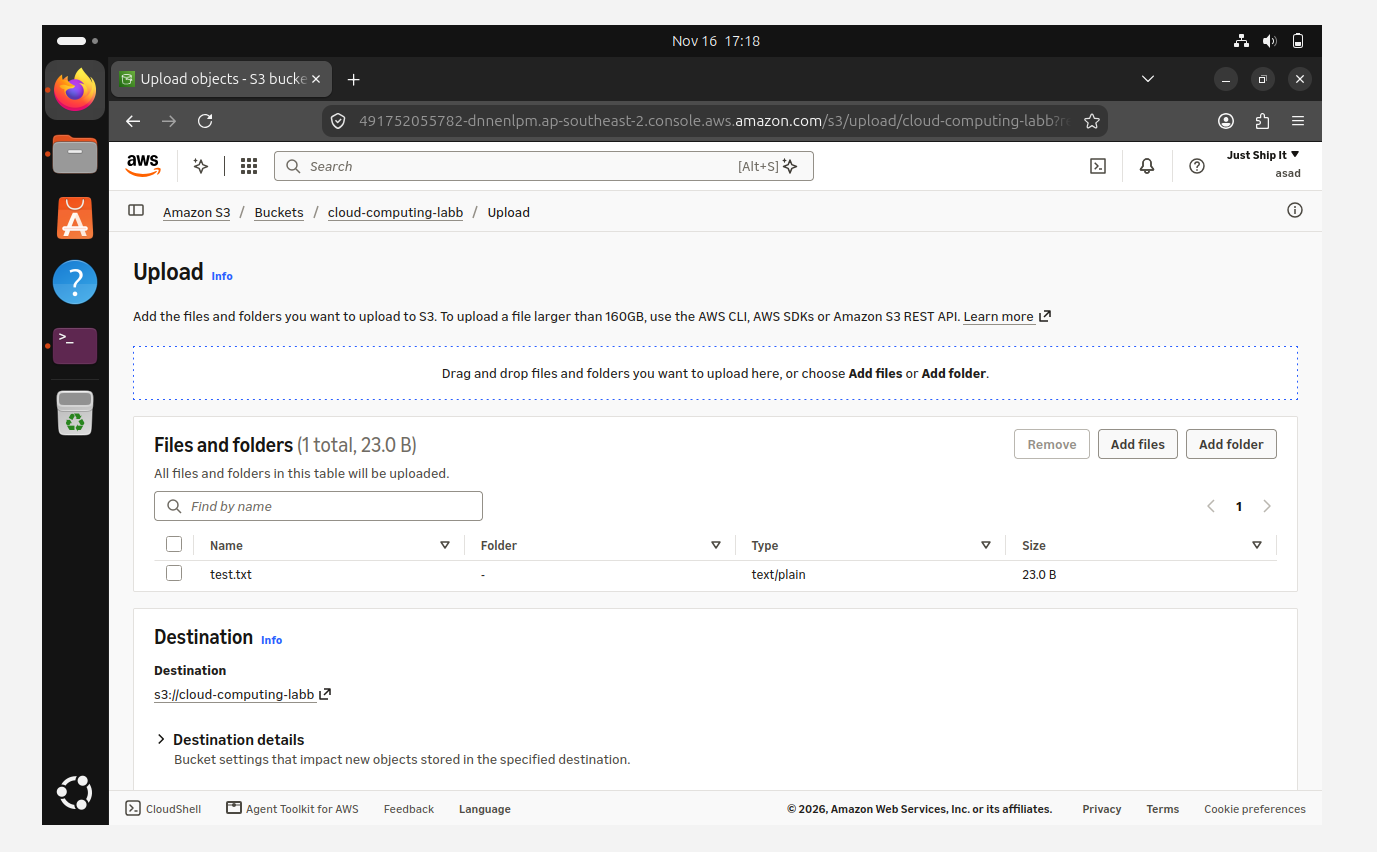 Nov 16 17:18
Upload objects - S3 bucke
491752055782-dnnenlpm.ap-southeast-2.console.aws.amazon.com/s3/upload/cloud-computing-labb?r
aws
Search
[Alt+S]
Just Ship It
asad
Amazon S3 / Buckets / cloud-computing-labb / Upload
Upload Info
Add the files and folders you want to upload to S3. To upload a file larger than 160GB, use the AWS CLI, AWS SDKs or Amazon S3 REST API. Learn more
Drag and drop files and folders you want to upload here, or choose Add files or Add folder.
Files and folders (1 total, 23.0 B)
Remove
Add files
Add folder
All files and folders in this table will be uploaded.
Find by name
1
Name Folder Type Size
test.txt - text/plain 23.0 B
Destination Info
Destination
s3://cloud-computing-labb
Destination details
Bucket settings that impact new objects stored in the specified destination.
CloudShell Agent Toolkit for AWS Feedback Language © 2026, Amazon Web Services, Inc. or its affiliates. Privacy Terms Cookie preferences